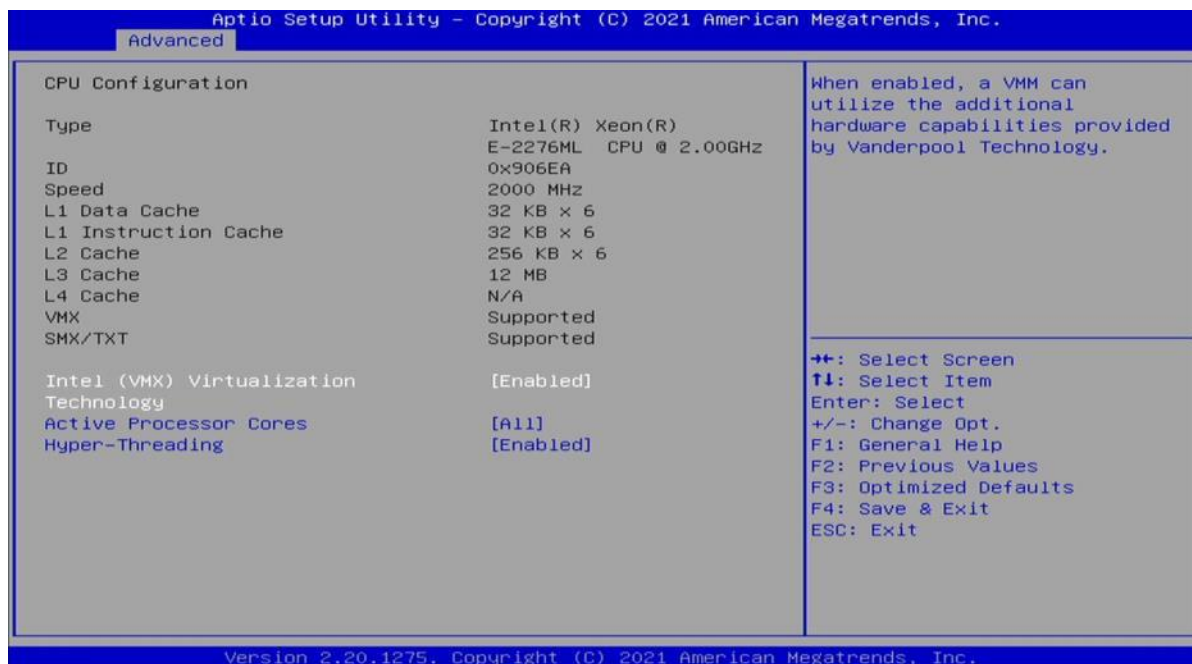 Aptio Setup Utility – Copyright (C) 2021 American Megatrends, Inc.
Advanced
CPU Configuration
Type Intel(R) Xeon(R)
E-2276ML CPU @ 2.00GHz
ID 0x906EA
Speed 2000 MHz
L1 Data Cache 32 KB x 6
L1 Instruction Cache 32 KB x 6
L2 Cache 256 KB x 6
L3 Cache 12 MB
L4 Cache N/A
VMX Supported
SMX/TXT Supported
Intel (VMX) Virtualization [Enabled]
Technology
Active Processor Cores [All]
Hyper-Threading [Enabled]
When enabled, a VMM can
utilize the additional
hardware capabilities provided
by Vanderpool Technology.
→←: Select Screen
↑↓: Select Item
Enter: Select
+/-: Change Opt.
F1: General Help
F2: Previous Values
F3: Optimized Defaults
F4: Save & Exit
ESC: Exit
Version 2.20.1275. Copyright (C) 2021 American Megatrends, Inc.